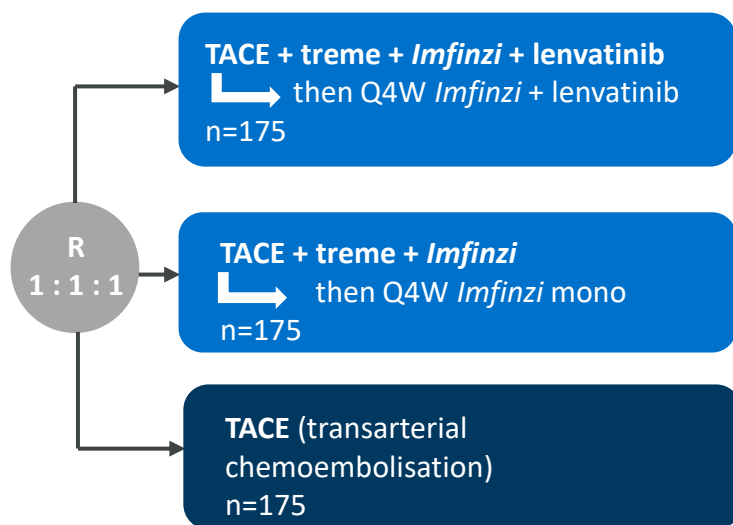 TACE + treme + Imfinzi + lenvatinib
then Q4W Imfinzi + lenvatinib
n=175
R
1 : 1 : 1
TACE + treme + Imfinzi
then Q4W Imfinzi mono
n=175
TACE (transarterial
chemoembolisation)
n=175